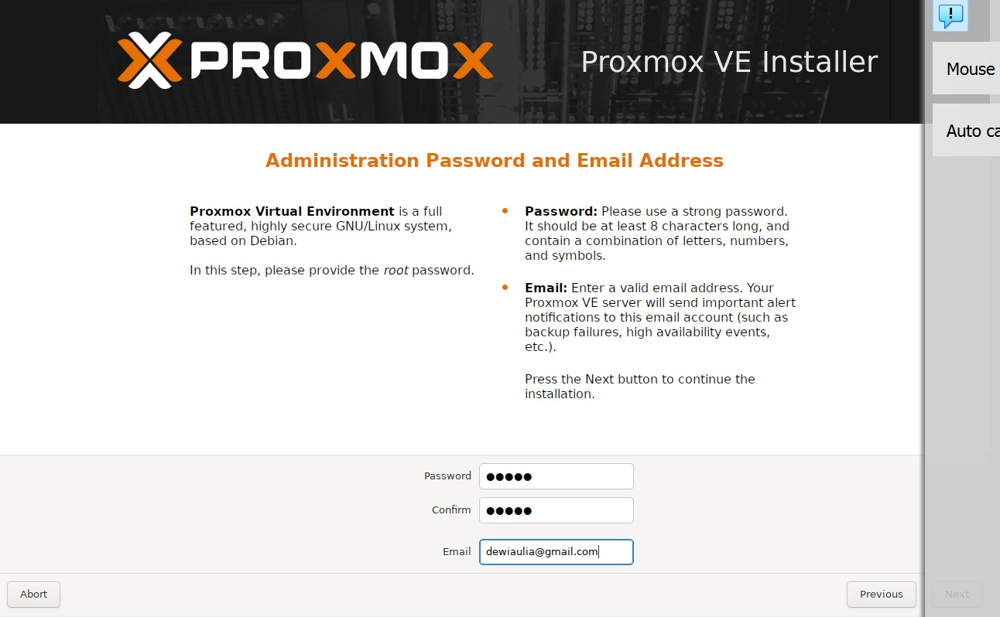 PROXMOX
Proxmox VE Installer
Mouse
Auto ca
Administration Password and Email Address
Proxmox Virtual Environment is a full
featured, highly secure GNU/Linux system,
based on Debian.
In this step, please provide the root password.
Password: Please use a strong password.
It should be at least 8 characters long, and
contain a combination of letters, numbers,
and symbols.
Email: Enter a valid email address. Your
Proxmox VE server will send important alert
notifications to this email account (such as
backup failures, high availability events,
etc.).
Press the Next button to continue the
installation.
Password ●●●●●
Confirm ●●●●●
Email dewiaulia@gmail.com
Abort
Previous
Next